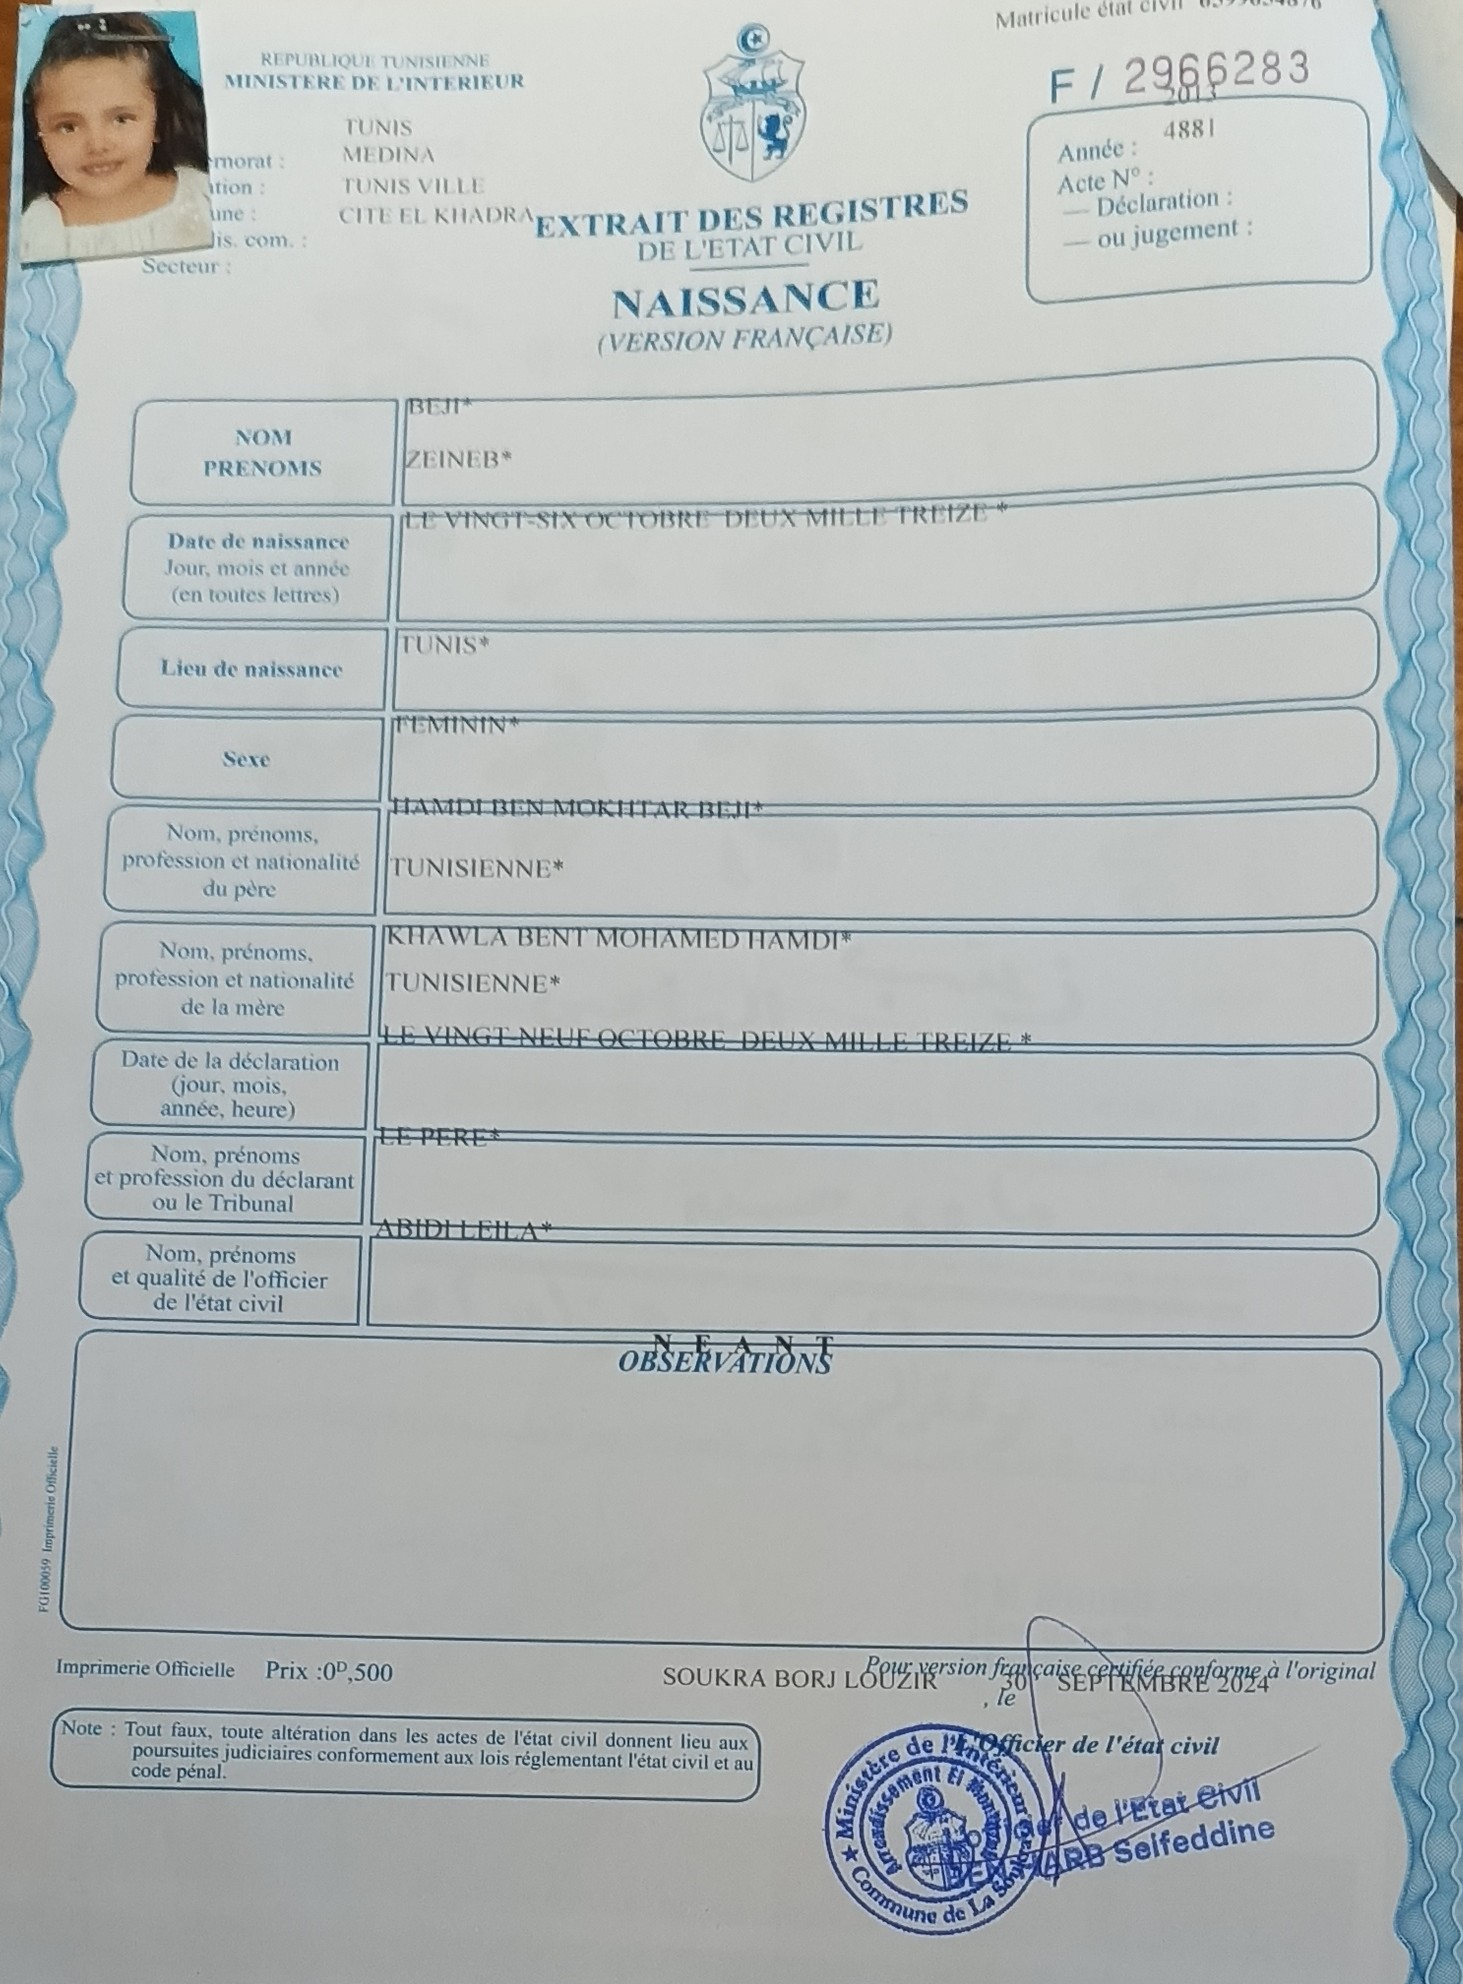 Matricule état civil
REPUBLIQUE TUNISIENNE
MINISTERE DE L'INTERIEUR
F / 2966283
2013
4881
Année :
Acte N° :
— Déclaration :
— ou jugement :
TUNIS
MEDINA
TUNIS VILLE
CITE EL KHADRA
Secteur :
EXTRAIT DES REGISTRES
DE L'ETAT CIVIL
NAISSANCE
(VERSION FRANÇAISE)
NOM
PRENOMS
BEJI*
ZEINEB*
Date de naissance
Jour, mois et année
(en toutes lettres)
LE VINGT-SIX OCTOBRE DEUX MILLE TREIZE *
Lieu de naissance
TUNIS*
Sexe
FEMININ*
Nom, prénoms,
profession et nationalité
du père
HAMDI BEN MOKHTAR BEJI*
TUNISIENNE*
Nom, prénoms,
profession et nationalité
de la mère
KHAWLA BENT MOHAMED HAMDI*
TUNISIENNE*
Date de la déclaration
(jour, mois,
année, heure)
LE VINGT-NEUF OCTOBRE DEUX MILLE TREIZE *
Nom, prénoms
et profession du déclarant
ou le Tribunal
LE PERE*
Nom, prénoms
et qualité de l'officier
de l'état civil
ABIDI LEILA*
N E A N T
OBSERVATIONS
FG100059 Imprimerie Officielle
Imprimerie Officielle Prix :0D,500
Pour version française certifiée conforme à l'original
SOUKRA BORJ LOUZIR , le 30 SEPTEMBRE 2024
Note : Tout faux, toute altération dans les actes de l'état civil donnent lieu aux
poursuites judiciaires conformement aux lois réglementant l'état civil et au
code pénal.
L'Officier de l'état civil
Ministère de l'Intérieur
Commune de La Soukra
de l'Etat Civil
Seifeddine